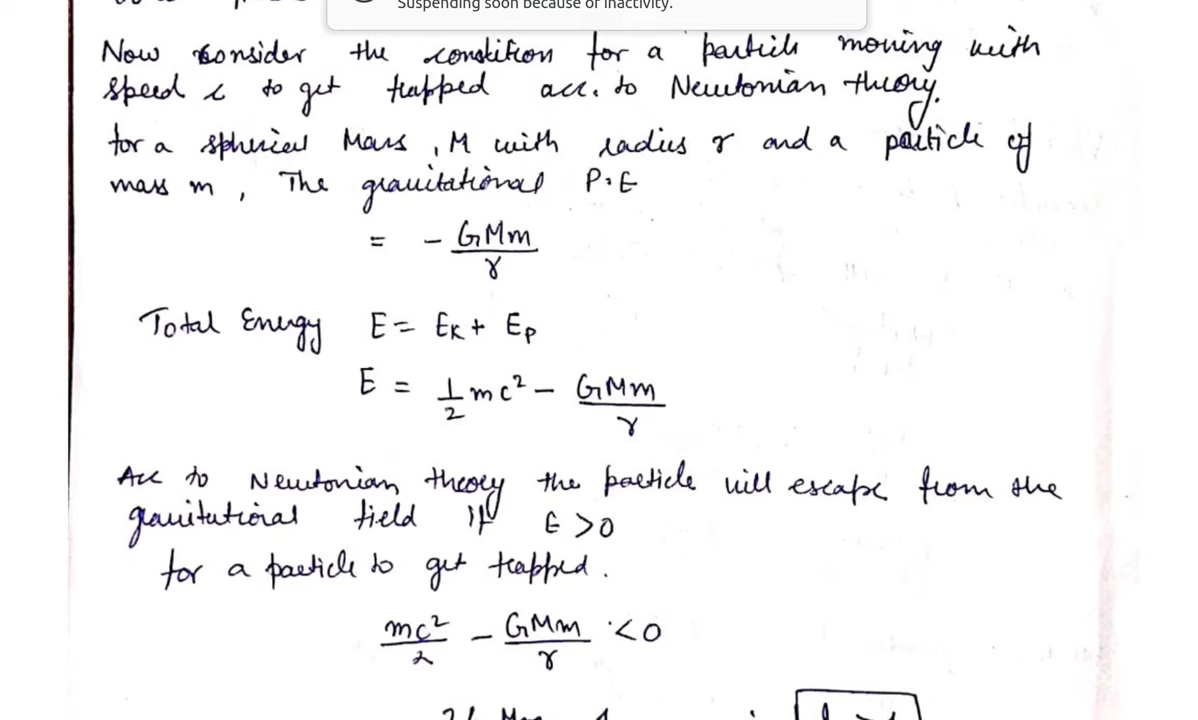 Suspending soon because of inactivity.
Now consider the condition for a particle moving with
speed c to get trapped acc. to Newtonian theory.
for a spherical Mass, M with radius r and a particle of
mass m, The gravitational P.E
= - GMm/r
Total Energy E = EK + EP
E = 1/2 mc² - GMm/r
Acc to Newtonian theory the particle will escape from the
gravitational field if E > 0
for a particle to get trapped.
mc²/2 - GMm/r < 0